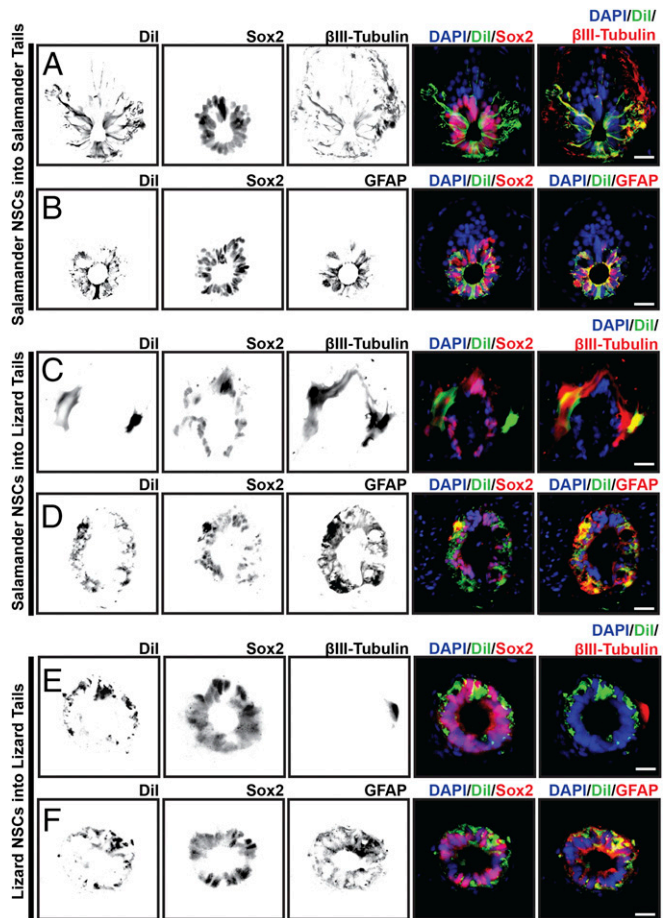 Salamander NSCs into Salamander Tails
DiI Sox2 βIII-Tubulin DAPI/DiI/Sox2 DAPI/DiI/
βIII-Tubulin
A
DiI Sox2 GFAP DAPI/DiI/Sox2 DAPI/DiI/GFAP
B
Salamander NSCs into Lizard Tails
DiI Sox2 βIII-Tubulin DAPI/DiI/Sox2 DAPI/DiI/
βIII-Tubulin
C
DiI Sox2 GFAP DAPI/DiI/Sox2 DAPI/DiI/GFAP
D
Lizard NSCs into Lizard Tails
DiI Sox2 βIII-Tubulin DAPI/DiI/Sox2 DAPI/DiI/
βIII-Tubulin
E
DiI Sox2 GFAP DAPI/DiI/Sox2 DAPI/DiI/GFAP
F